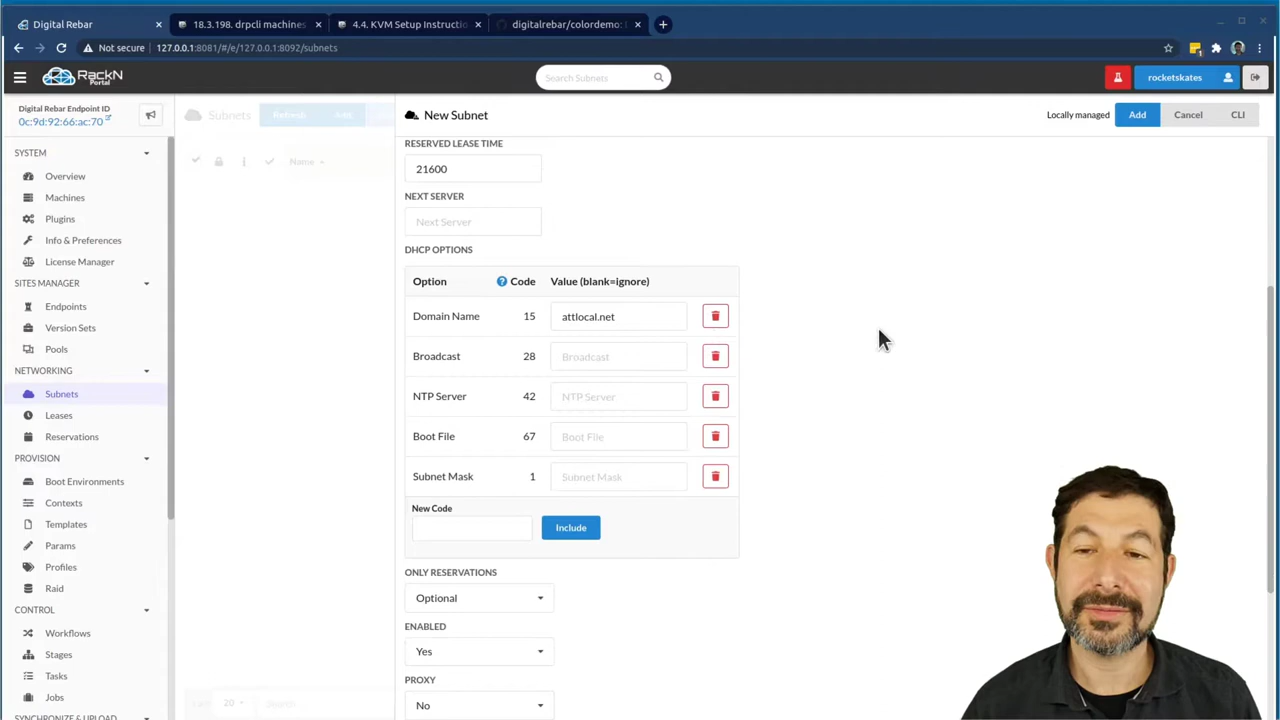 Digital Rebar
18.3.198. drpcli machines
4.4. KVM Setup Instructio
digitalrebar/colordemo:
Not secure 127.0.0.1:8081/#/e/127.0.0.1:8092/subnets
RackN
Portal
Search Subnets
rocketskates
Digital Rebar Endpoint ID
0c:9d:92:66:ac:70
Subnets
Refresh
Add
New Subnet
Locally managed
Add
Cancel
CLI
SYSTEM
Overview
Machines
Plugins
Info & Preferences
License Manager
SITES MANAGER
Endpoints
Version Sets
Pools
NETWORKING
Subnets
Leases
Reservations
PROVISION
Boot Environments
Contexts
Templates
Params
Profiles
Raid
CONTROL
Workflows
Stages
Tasks
Jobs
SYNCHRONIZE & UPLOAD
Name
20
Search
RESERVED LEASE TIME
21600
NEXT SERVER
Next Server
DHCP OPTIONS
Option Code Value (blank=ignore)
Domain Name 15 attlocal.net
Broadcast 28 Broadcast
NTP Server 42 NTP Server
Boot File 67 Boot File
Subnet Mask 1 Subnet Mask
New Code
Include
ONLY RESERVATIONS
Optional
ENABLED
Yes
PROXY
No